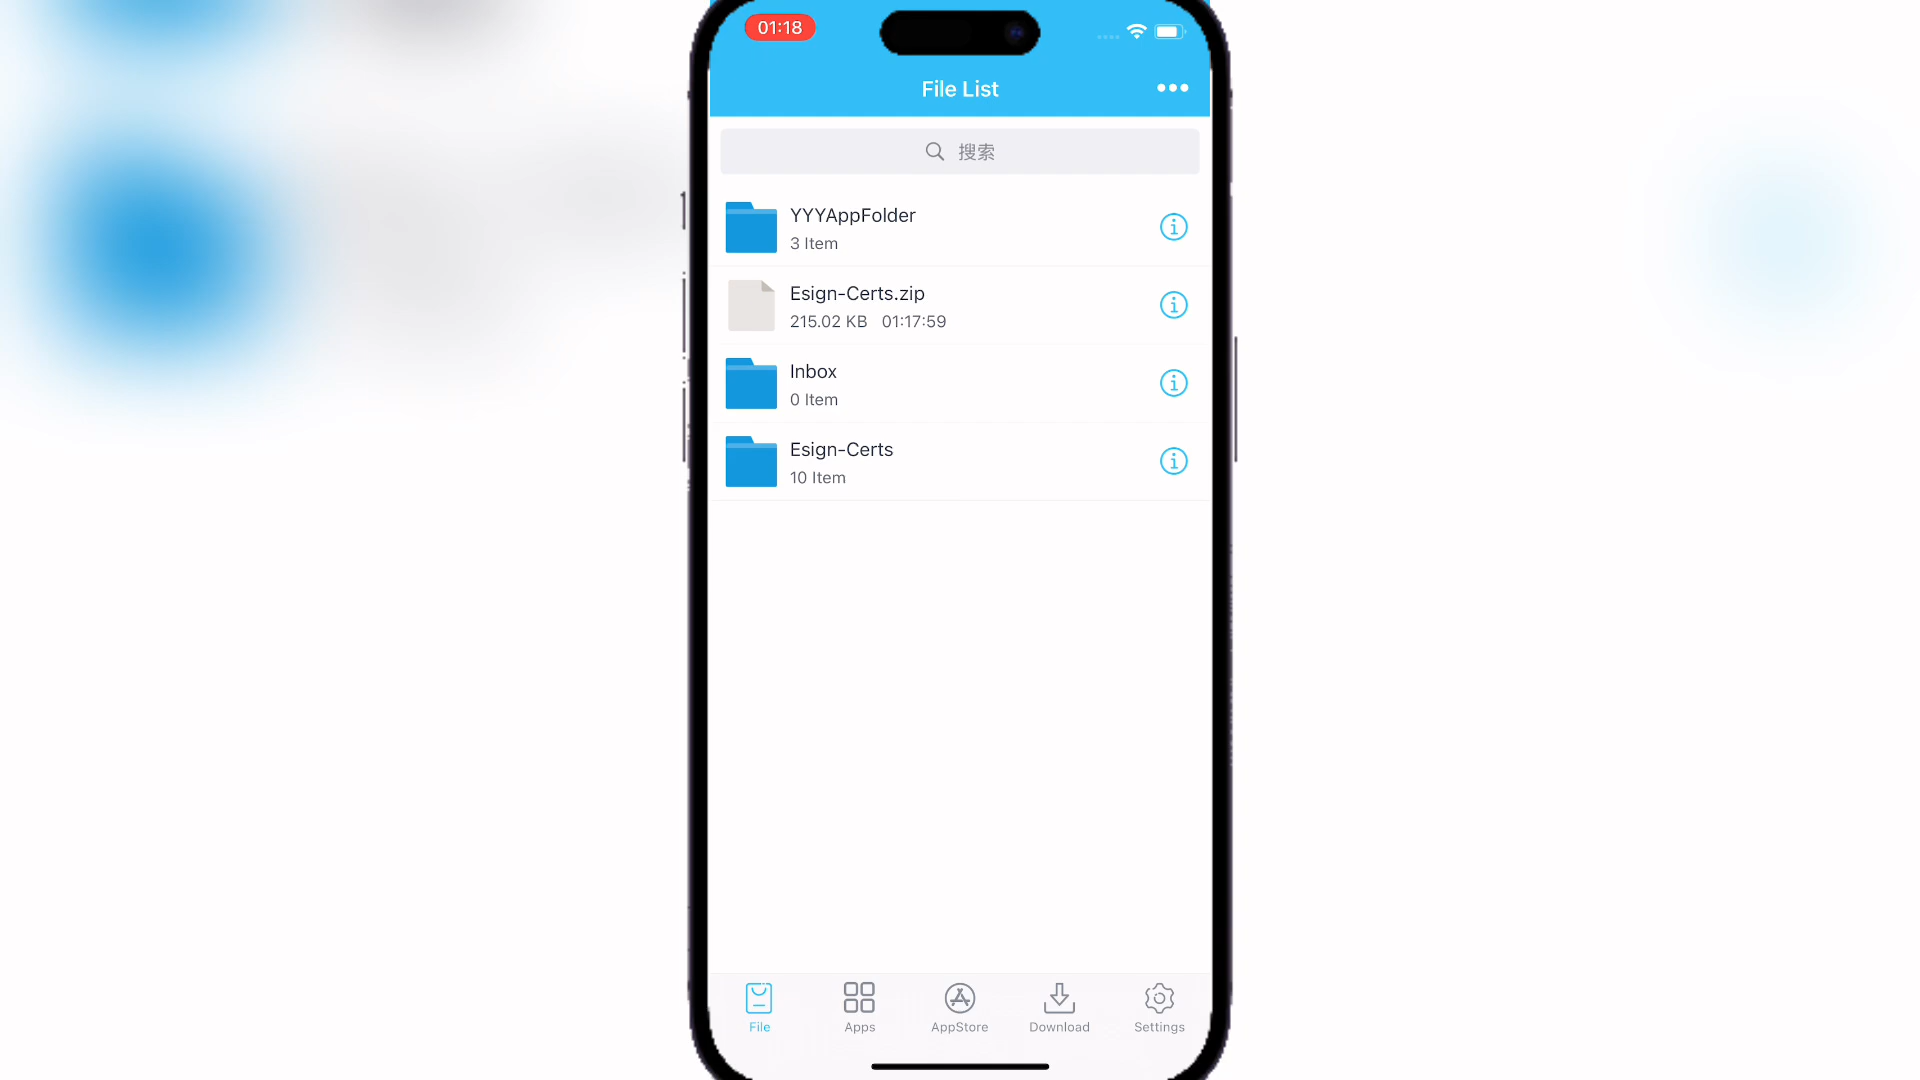 01:18
File List
搜索
YYYAppFolder
3 Item
Esign-Certs.zip
215.02 KB 01:17:59
Inbox
0 Item
Esign-Certs
10 Item
File
Apps
AppStore
Download
Settings